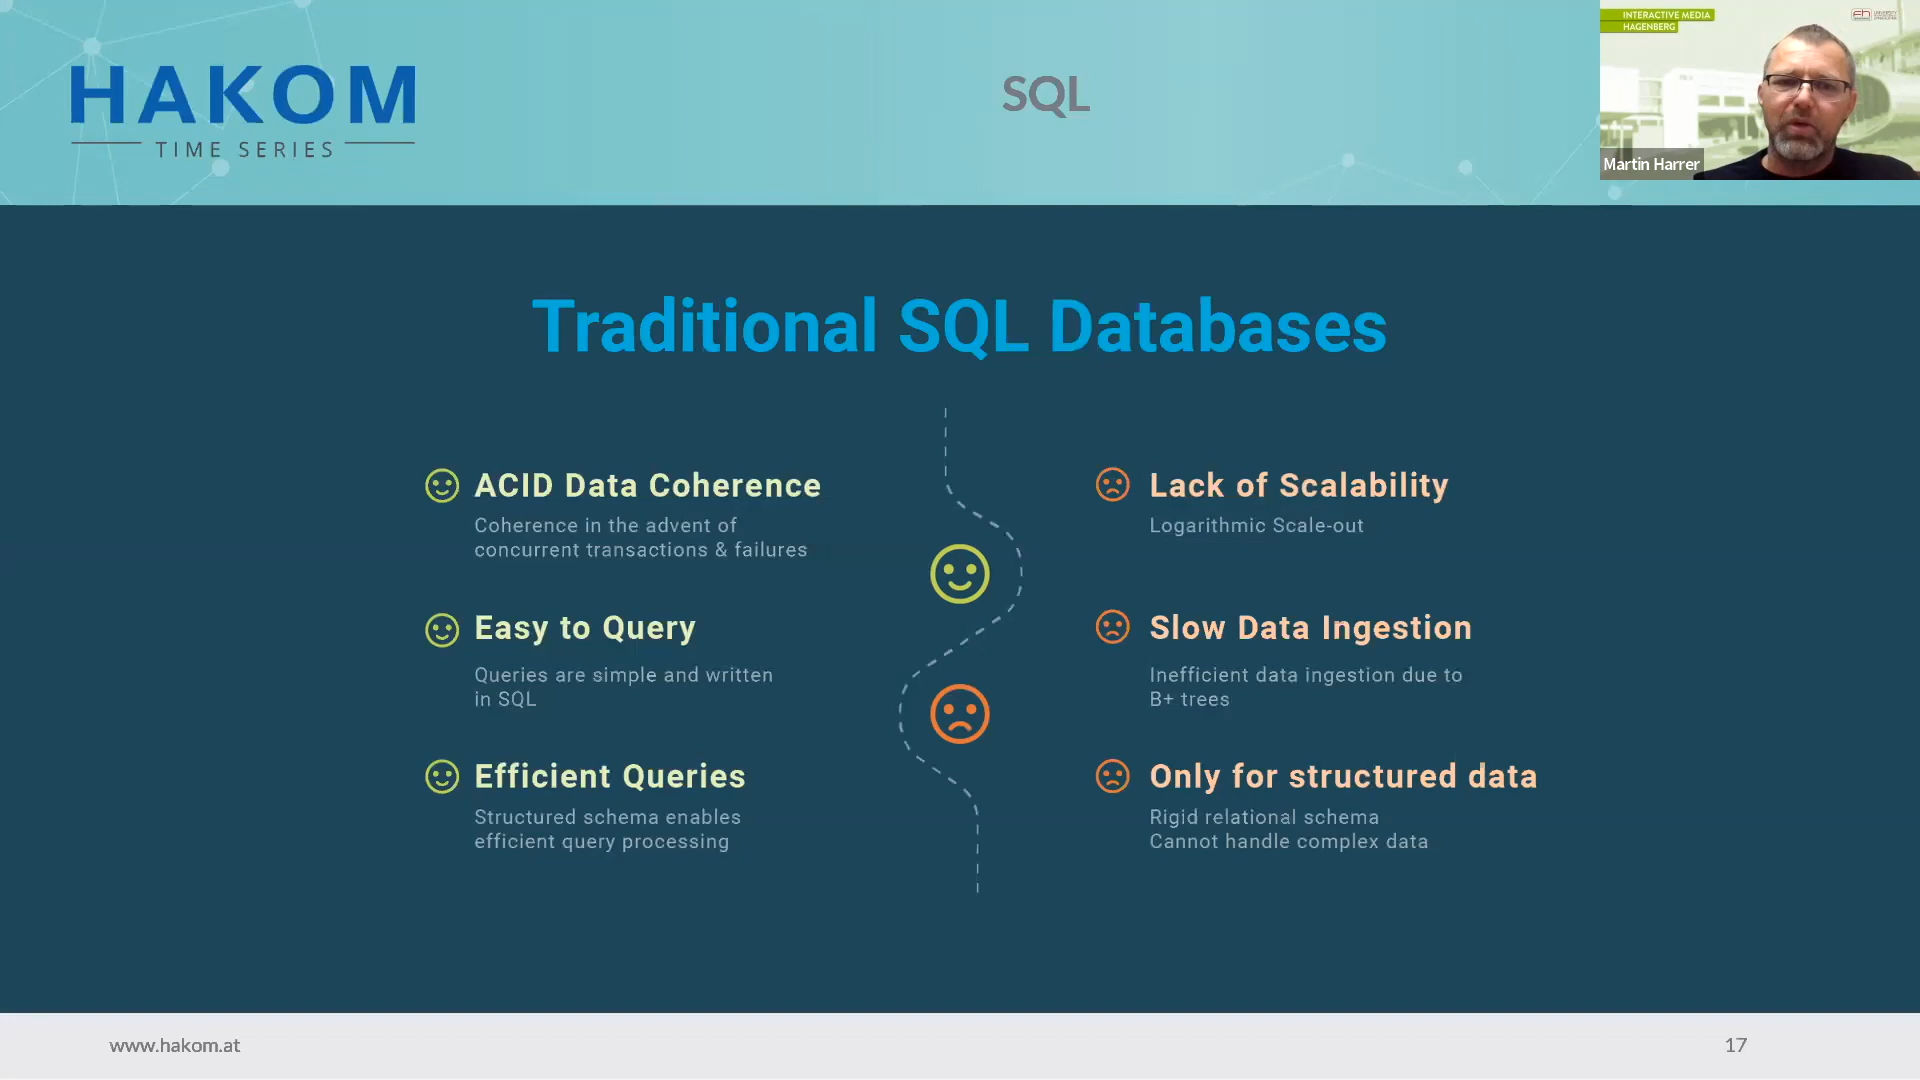 HAKOM
TIME SERIES
SQL
INTERACTIVE MEDIA
HAGENBERG
Martin Harrer
Traditional SQL Databases
ACID Data Coherence
Coherence in the advent of
concurrent transactions & failures
Easy to Query
Queries are simple and written
in SQL
Efficient Queries
Structured schema enables
efficient query processing
Lack of Scalability
Logarithmic Scale-out
Slow Data Ingestion
Inefficient data ingestion due to
B+ trees
Only for structured data
Rigid relational schema
Cannot handle complex data
www.hakom.at
17